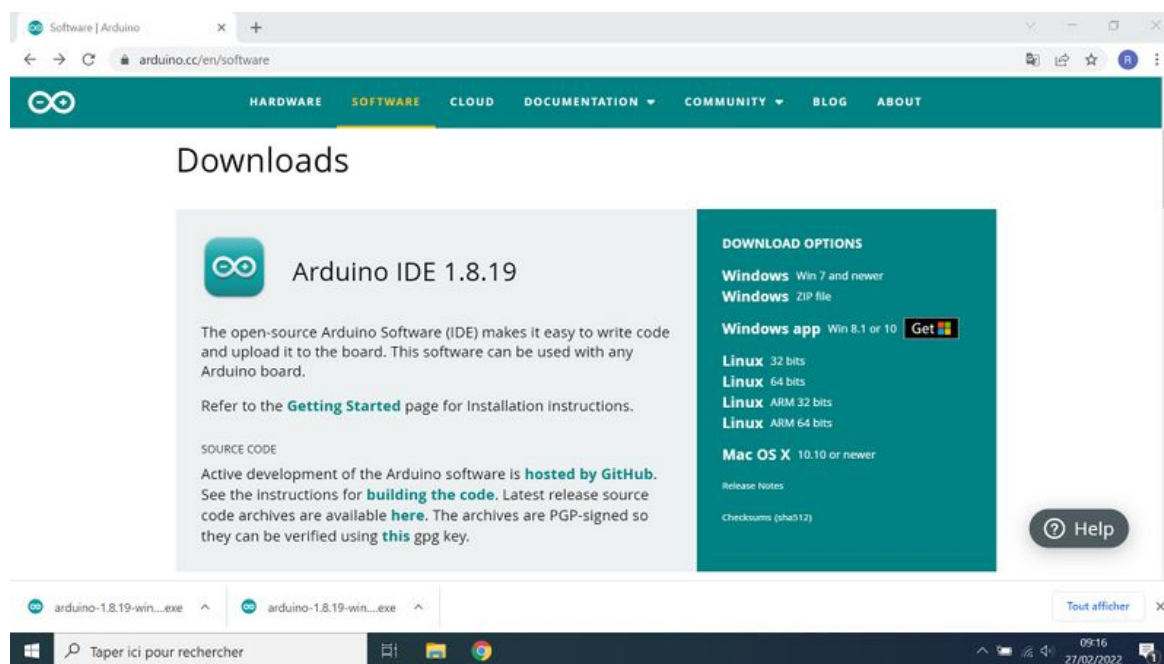 Software | Arduino
arduino.cc/en/software
R
HARDWARE SOFTWARE CLOUD DOCUMENTATION COMMUNITY BLOG ABOUT
Downloads
Arduino IDE 1.8.19
The open-source Arduino Software (IDE) makes it easy to write code
and upload it to the board. This software can be used with any
Arduino board.
Refer to the Getting Started page for Installation instructions.
SOURCE CODE
Active development of the Arduino software is hosted by GitHub.
See the instructions for building the code. Latest release source
code archives are available here. The archives are PGP-signed so
they can be verified using this gpg key.
DOWNLOAD OPTIONS
Windows Win 7 and newer
Windows ZIP file
Windows app Win 8.1 or 10 Get
Linux 32 bits
Linux 64 bits
Linux ARM 32 bits
Linux ARM 64 bits
Mac OS X 10.10 or newer
Release Notes
Checksums (sha512)
Help
arduino-1.8.19-win....exe arduino-1.8.19-win....exe Tout afficher
Taper ici pour rechercher
09:16
27/02/2022
1